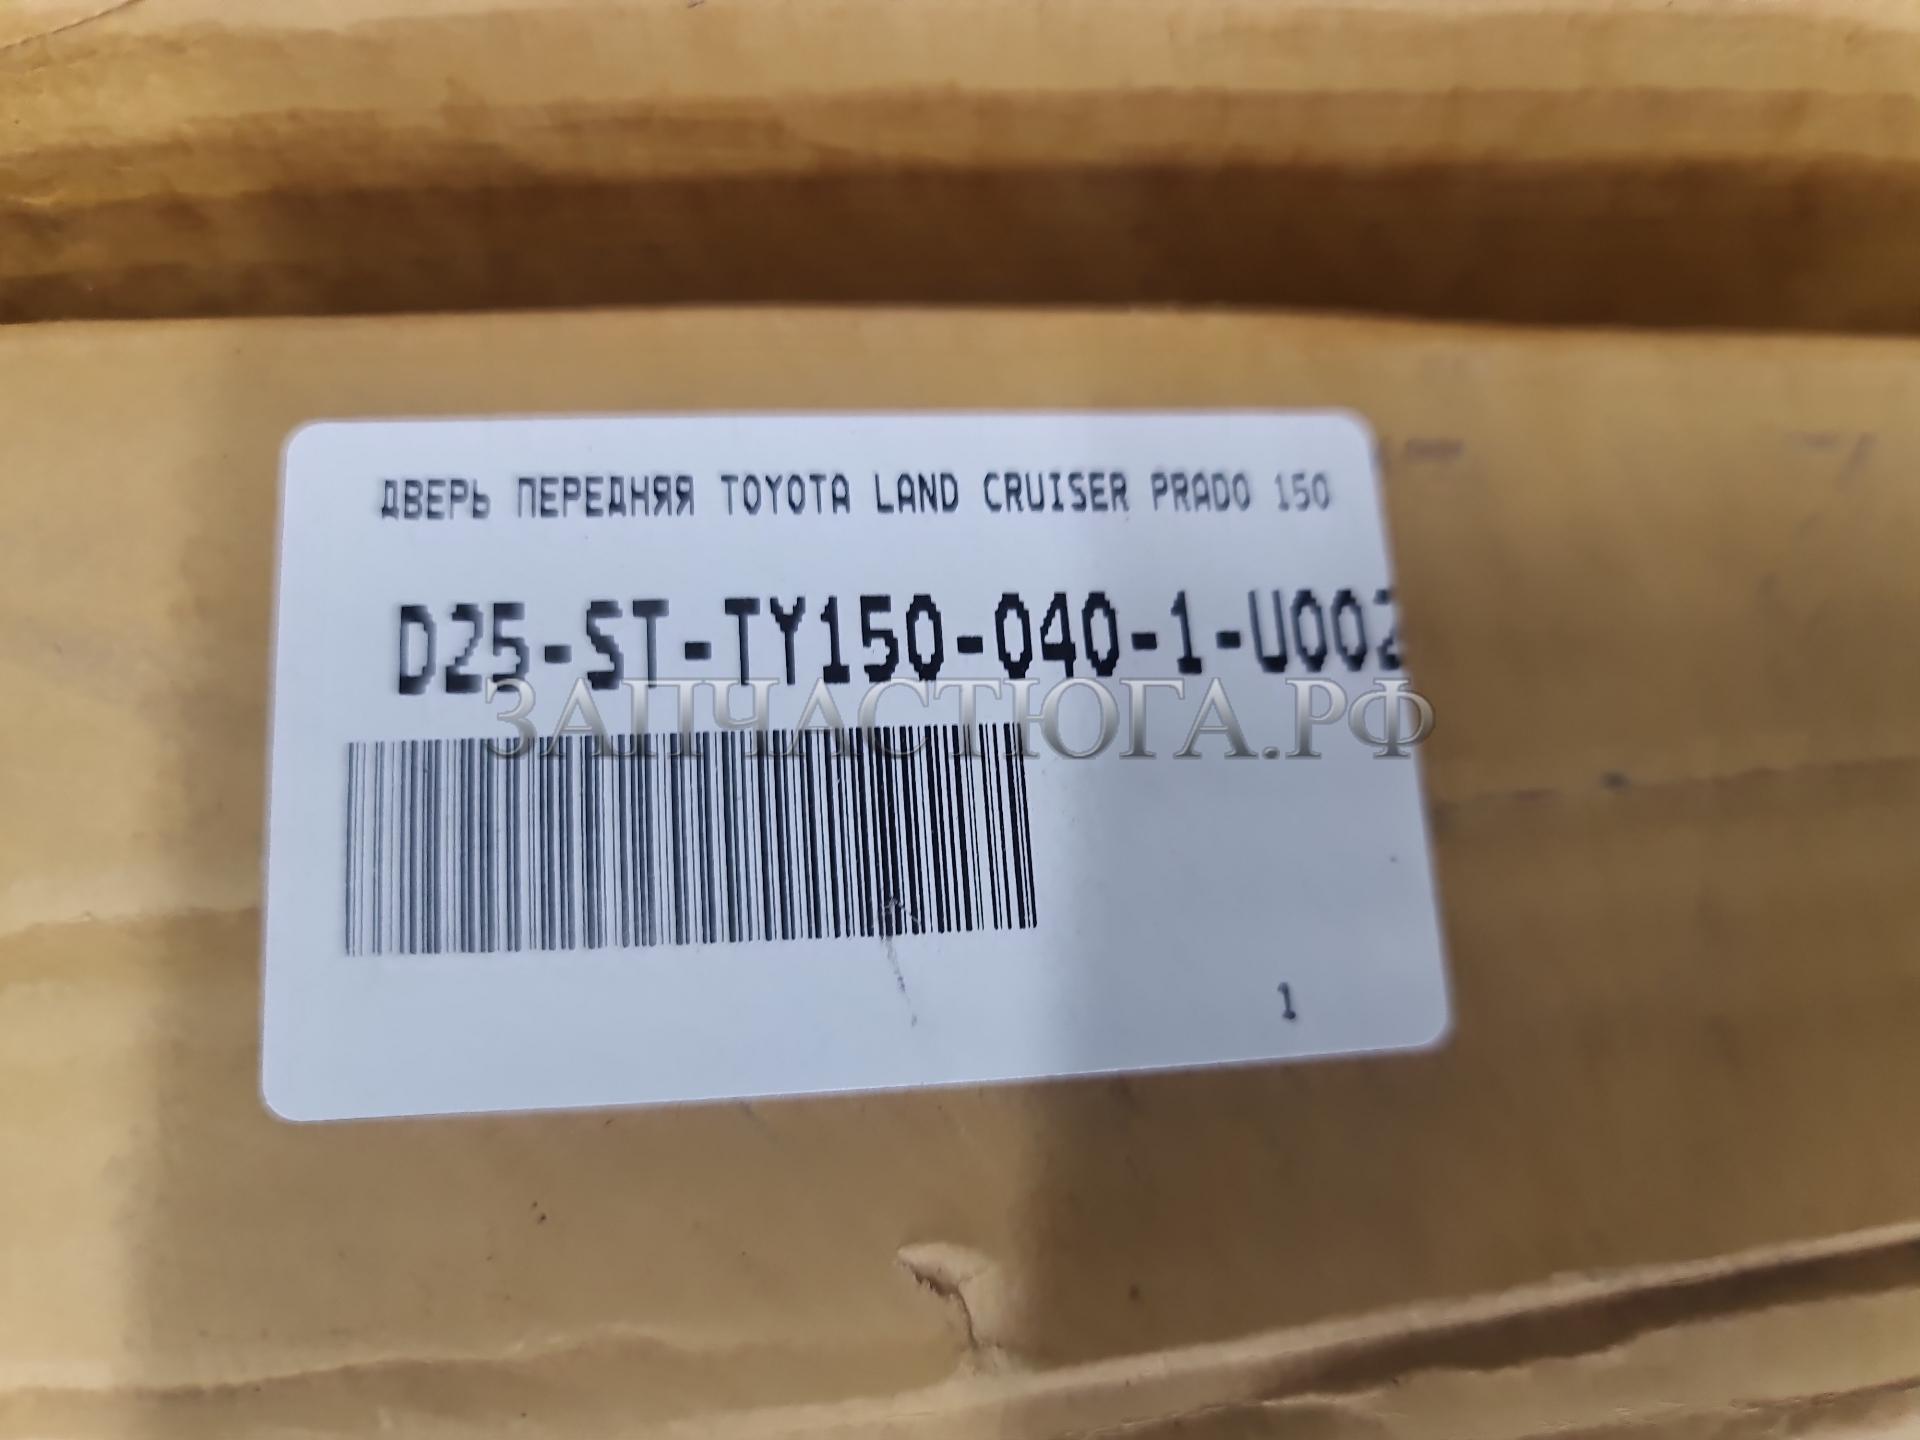 ДВЕРЬ ПЕРЕДНЯЯ TOYOTA LAND CRUISER PRADO 150
D25-ST-TY150-040-1-U002
ЗАПЧАСТЮГА.РФ
1